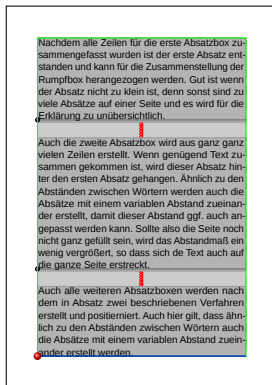 Nachdem alle Zeilen für die erste Absatzbox zu-
sammengefasst wurden ist der erste Absatz ent-
standen und kann für die Zusammenstellung der
Rumpfbox herangezogen werden. Gut ist wenn
der Absatz nicht zu klein ist, denn sonst sind zu
viele Absätze auf einer Seite und es wird für die
Erklärung zu unübersichtlich.
Auch die zweite Absatzbox wird aus ganz ganz
vielen Zeilen erstellt. Wenn genügend Text zu-
sammen gekommen ist, wird dieser Absatz hin-
ter den ersten Absatz gehangen. Ähnlich zu den
Abständen zwischen Wörtern werden auch die
Absätze mit einem variablen Abstand zueinan-
der erstellt, damit dieser Abstand ggf. auch an-
gepasst werden kann. Sollte also die Seite noch
nicht ganz gefüllt sein, wird das Abstandmaß ein
wenig vergrößert, so dass sich de Text auch auf
die ganze Seite erstreckt.
Auch alle weiteren Absatzboxen werden nach
dem in Absatz zwei beschriebenen Verfahren
erstellt und positioniert. Auch hier gilt, dass ähn-
lich zu den Abständen zwischen Wörtern auch
die Absätze mit einem variablen Abstand zuein-
ander erstellt werden.